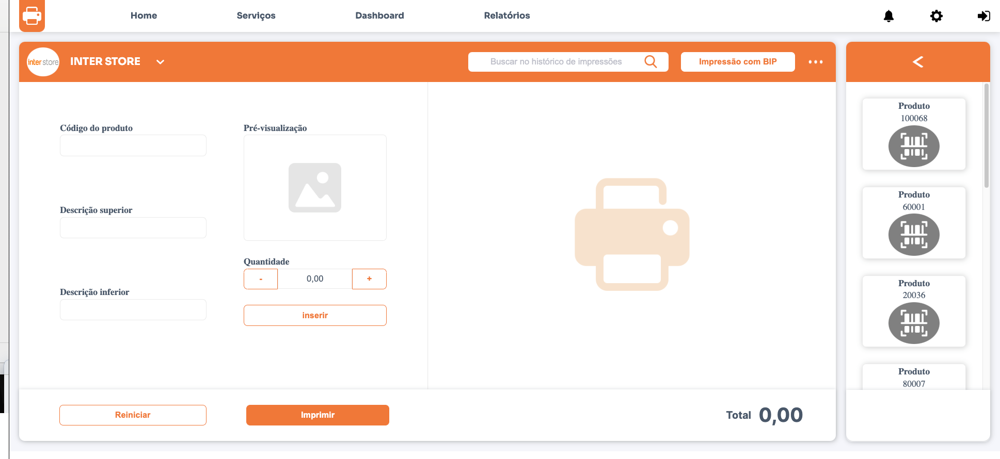 Home Serviços Dashboard Relatórios
inter store INTER STORE Buscar no histórico de impressões Impressão com BIP
Código do produto
Pré-visualização
Descrição superior
Quantidade
- 0,00 +
Descrição inferior
inserir
Reiniciar Imprimir Total 0,00
Produto
100068
Produto
60001
Produto
20036
Produto
80007